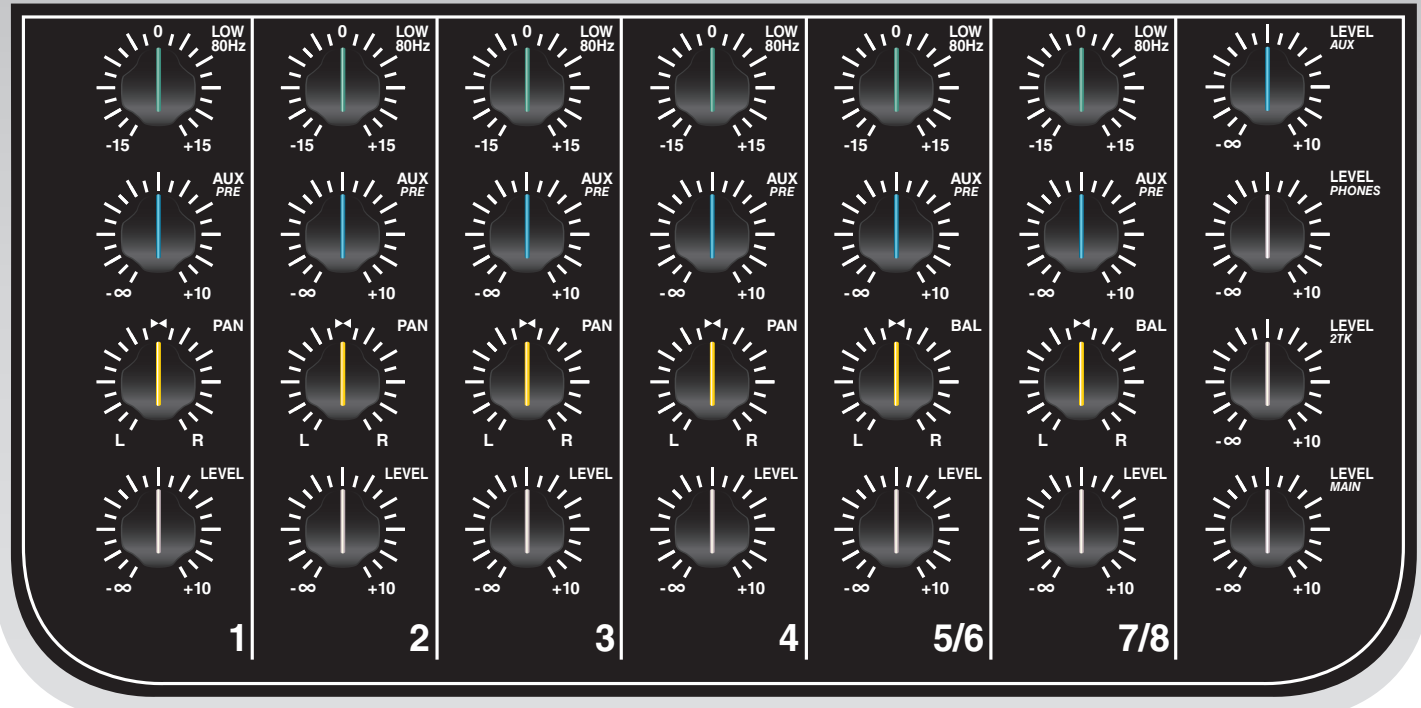 0 LOW 0 LOW 0 LOW 0 LOW 0 LOW 0 LOW LEVEL
80Hz 80Hz 80Hz 80Hz 80Hz 80Hz AUX
-15 +15 -15 +15 -15 +15 -15 +15 -15 +15 -15 +15 -∞ +10
AUX AUX AUX AUX AUX AUX LEVEL
PRE PRE PRE PRE PRE PRE PHONES
-∞ +10 -∞ +10 -∞ +10 -∞ +10 -∞ +10 -∞ +10 -∞ +10
PAN PAN PAN PAN BAL BAL LEVEL
2TK
L R L R L R L R L R L R -∞ +10
LEVEL LEVEL LEVEL LEVEL LEVEL LEVEL LEVEL
MAIN
-∞ +10 -∞ +10 -∞ +10 -∞ +10 -∞ +10 -∞ +10 -∞ +10
1 2 3 4 5/6 7/8